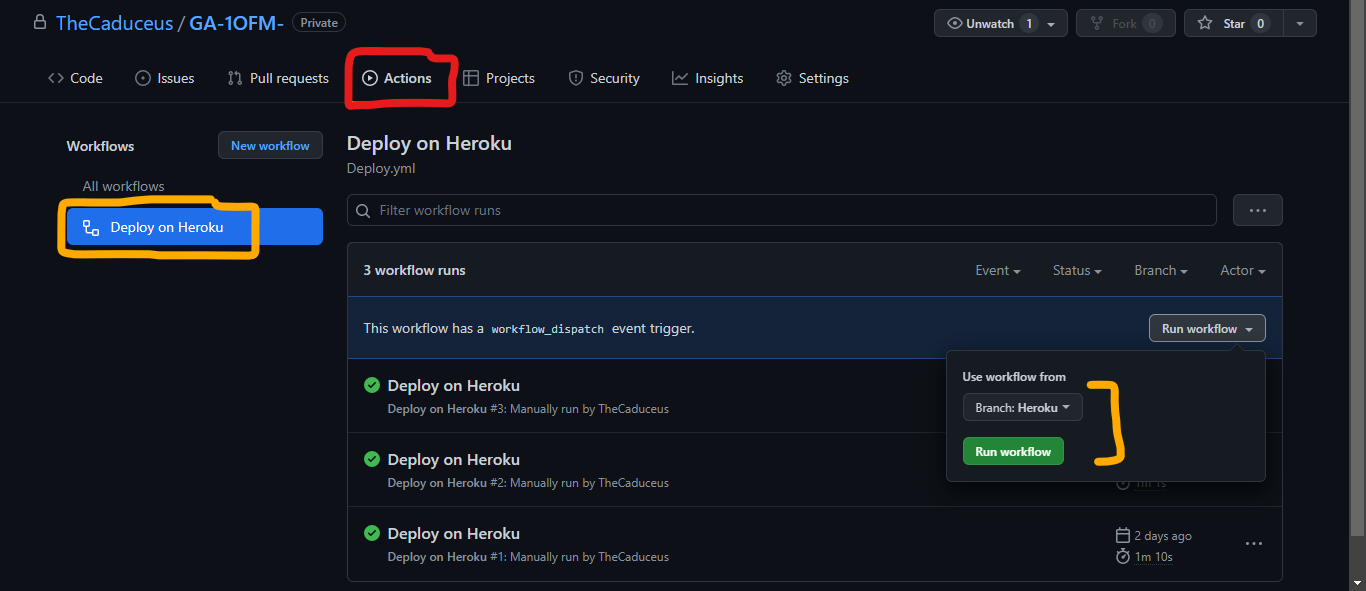 TheCaduceus / GA-1OFM- Private
Unwatch 1 Fork 0 Star 0
Code Issues Pull requests Actions Projects Security Insights Settings
Workflows New workflow
All workflows
Deploy on Heroku
Deploy on Heroku
Deploy.yml
Filter workflow runs
3 workflow runs Event Status Branch Actor
This workflow has a workflow_dispatch event trigger. Run workflow
Use workflow from
Branch: Heroku
Run workflow
Deploy on Heroku
Deploy on Heroku #3: Manually run by TheCaduceus
Deploy on Heroku
Deploy on Heroku #2: Manually run by TheCaduceus
1m 1s
Deploy on Heroku
Deploy on Heroku #1: Manually run by TheCaduceus
2 days ago
1m 10s